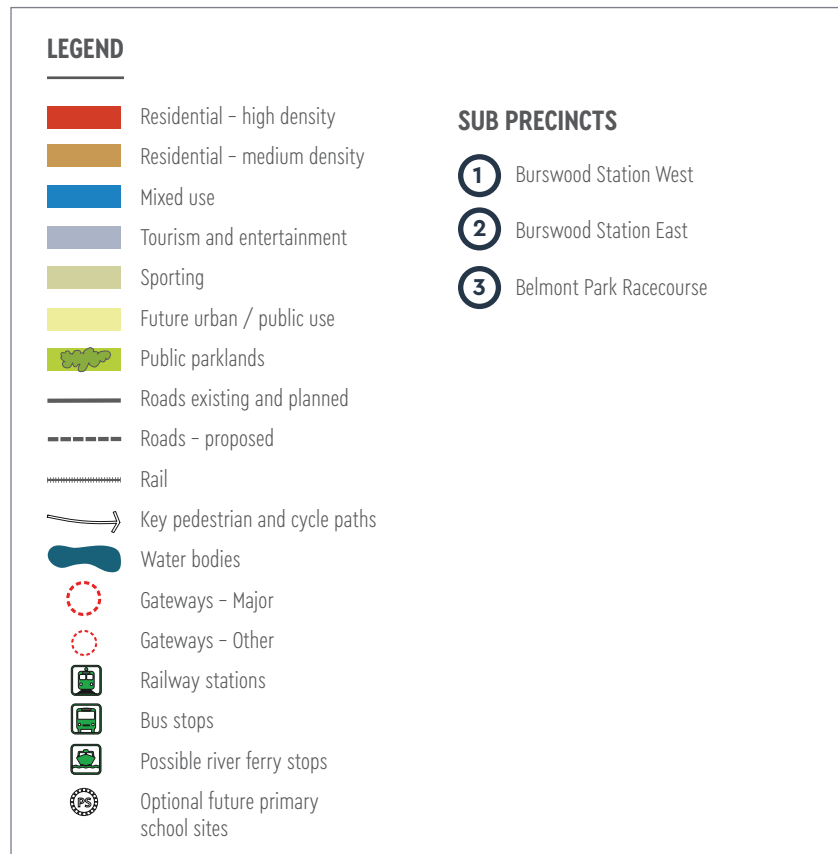 LEGEND
Residential – high density
Residential – medium density
Mixed use
Tourism and entertainment
Sporting
Future urban / public use
Public parklands
Roads existing and planned
Roads – proposed
Rail
Key pedestrian and cycle paths
Water bodies
Gateways – Major
Gateways – Other
Railway stations
Bus stops
Possible river ferry stops
PS
Optional future primary
school sites
SUB PRECINCTS
1 Burswood Station West
2 Burswood Station East
3 Belmont Park Racecourse